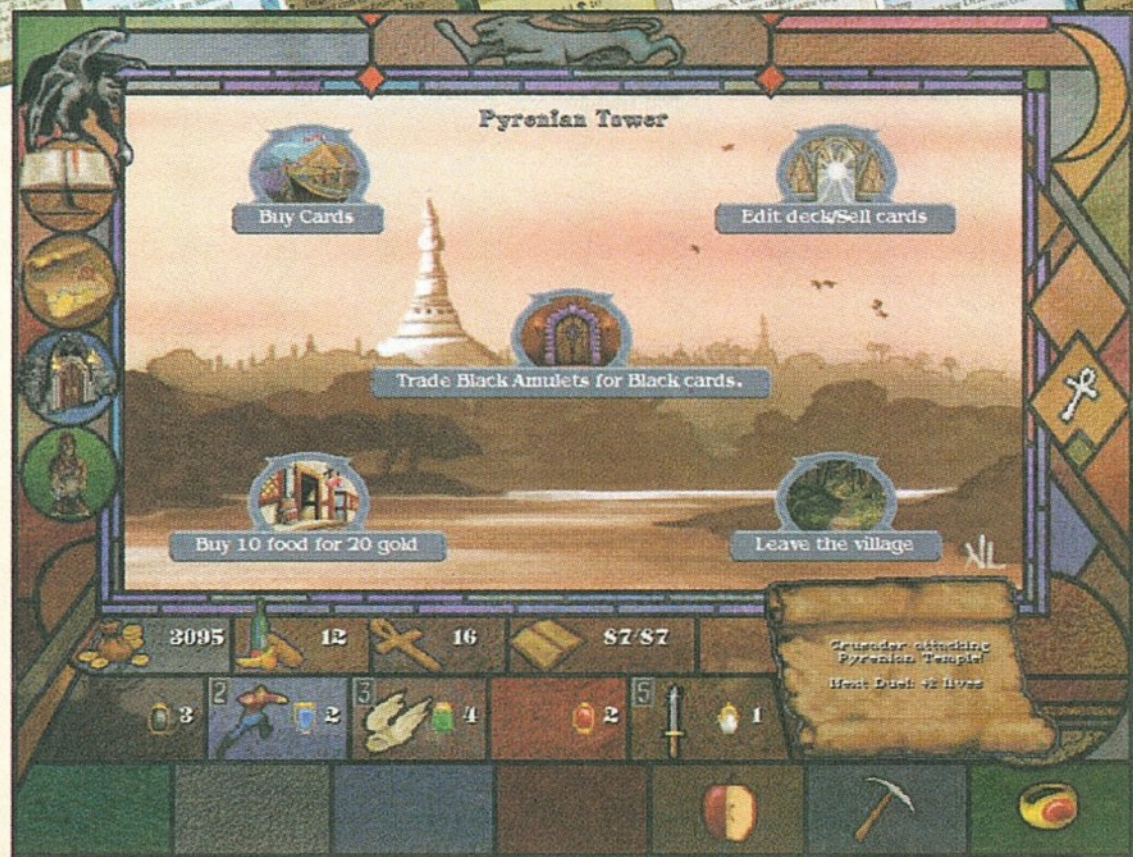 Pyrenian Tower
Buy Cards
Edit deck/Sell cards
Trade Black Amulets for Black cards.
Buy 10 food for 20 gold
Leave the village
NL
3095
12
16
87/87
Crusader attacking
Pyrenian Temple!
Next Duel: +2 lives
3
2
2
3
4
2
5
1